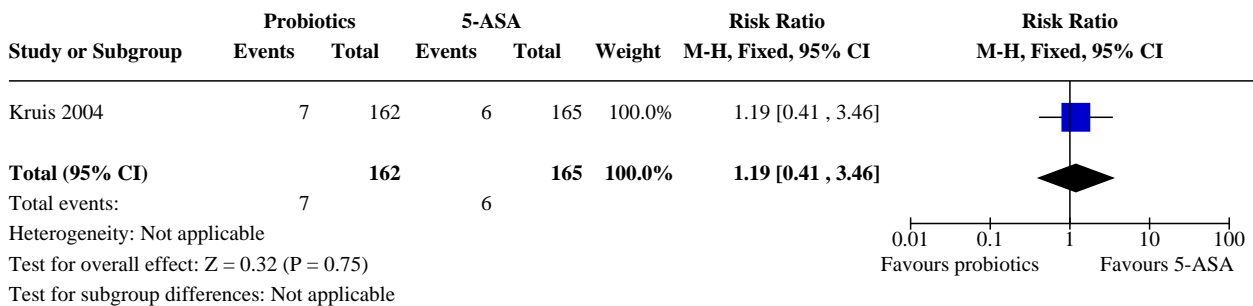 Probiotics 5-ASA Risk Ratio Risk Ratio
Study or Subgroup Events Total Events Total Weight M-H, Fixed, 95% CI M-H, Fixed, 95% CI
Kruis 2004 7 162 6 165 100.0% 1.19 [0.41 , 3.46]
Total (95% CI) 162 165 100.0% 1.19 [0.41 , 3.46]
Total events: 7 6
Heterogeneity: Not applicable 0.01 0.1 1 10 100
Test for overall effect: Z = 0.32 (P = 0.75) Favours probiotics Favours 5-ASA
Test for subgroup differences: Not applicable